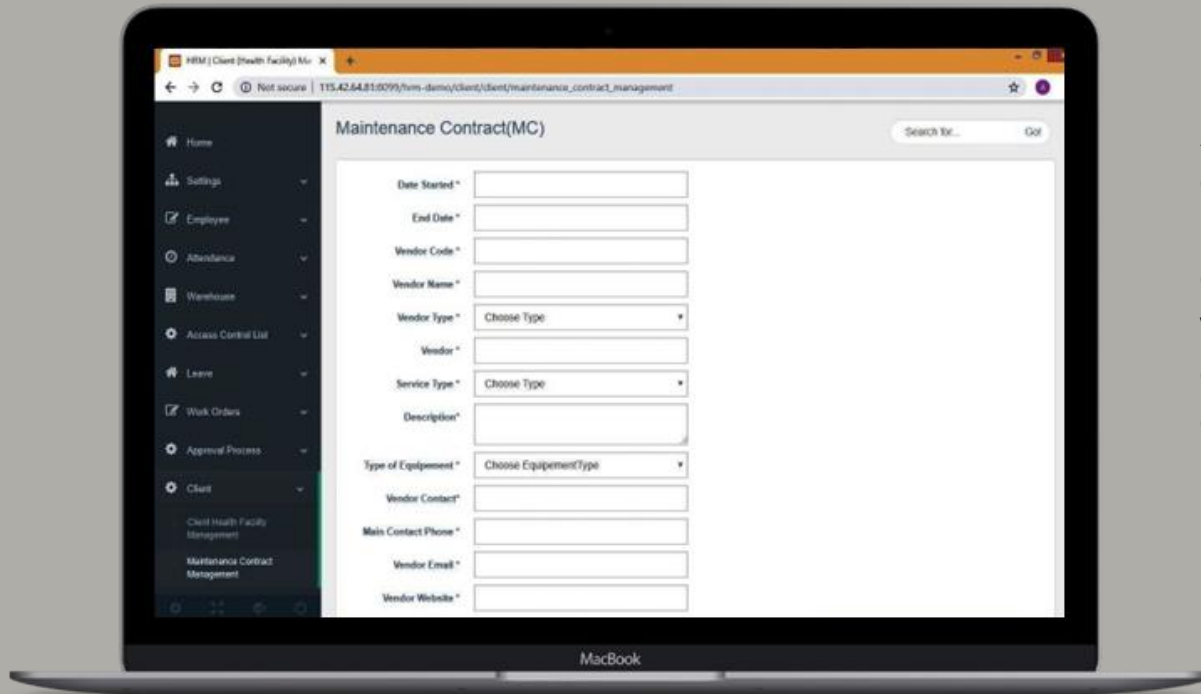 HRM | Client (Health Facility) Ma
Not secure | 115.42.64.81:6099/hrm-demo/client/client/maintenance_contract_management
Home
Settings
Employee
Attendance
Warehouse
Access Control List
Leave
Work Orders
Approval Process
Client
Client Health Facility
Management
Maintenance Contract
Management
Maintenance Contract(MC)
Search for...
Go!
Date Started *
End Date *
Vendor Code *
Vendor Name *
Vendor Type *
Choose Type
Vendor *
Service Type *
Choose Type
Description*
Type of Equipement *
Choose EquipementType
Vendor Contact*
Main Contact Phone *
Vendor Email *
Vendor Website *
MacBook